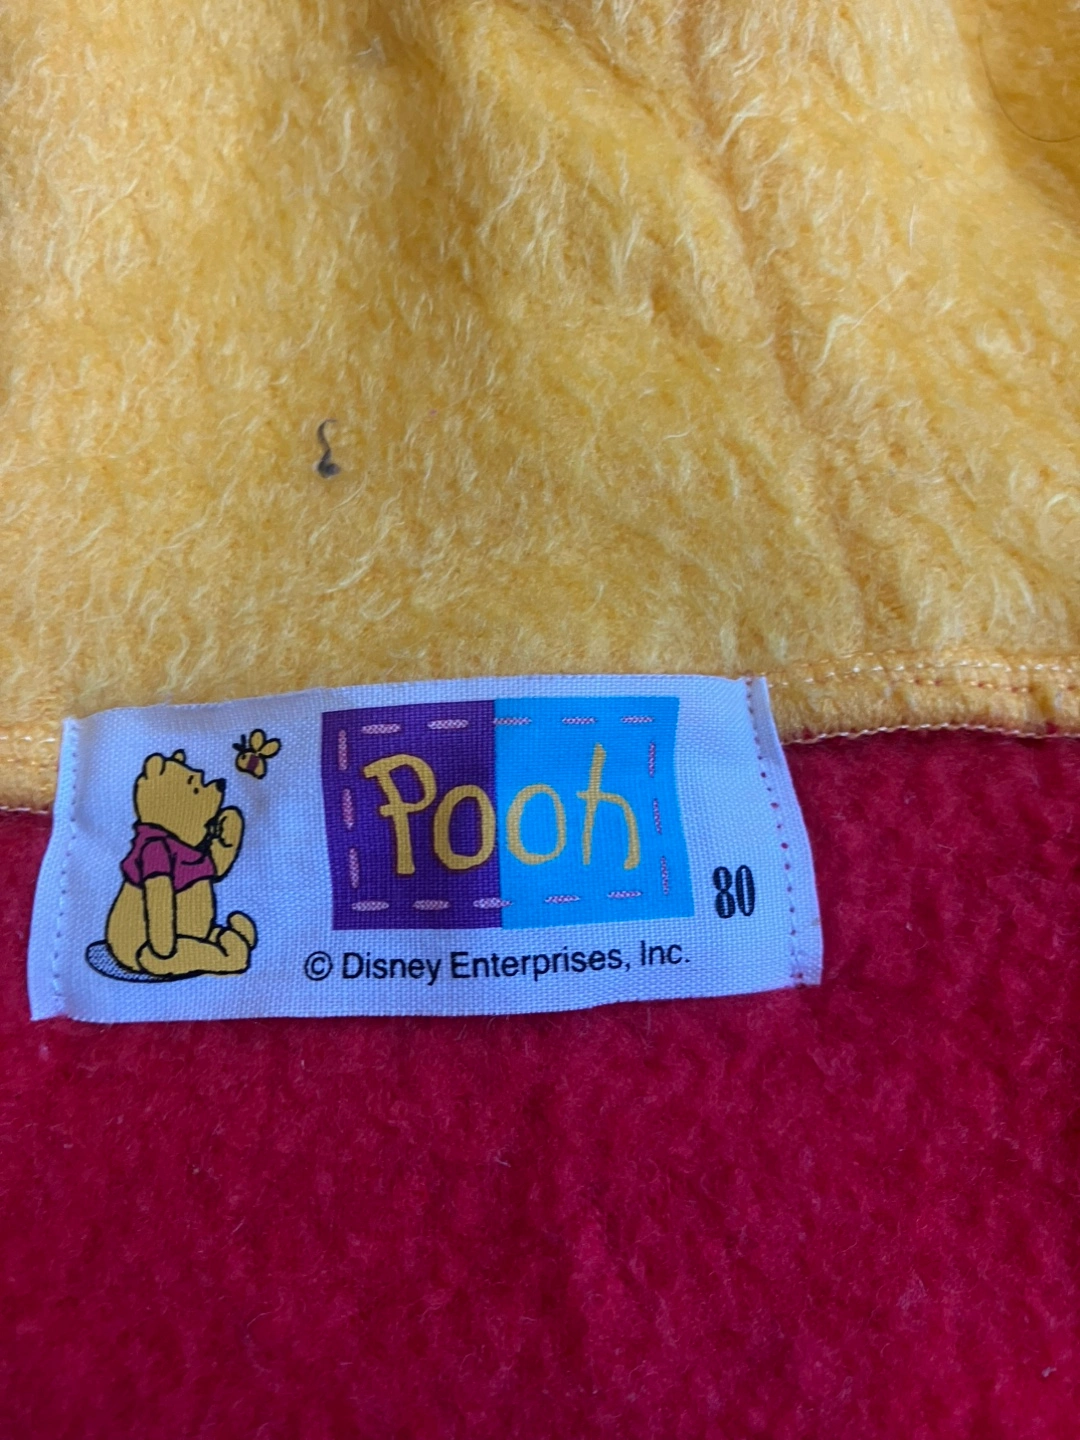 Pooh
80
© Disney Enterprises, Inc.